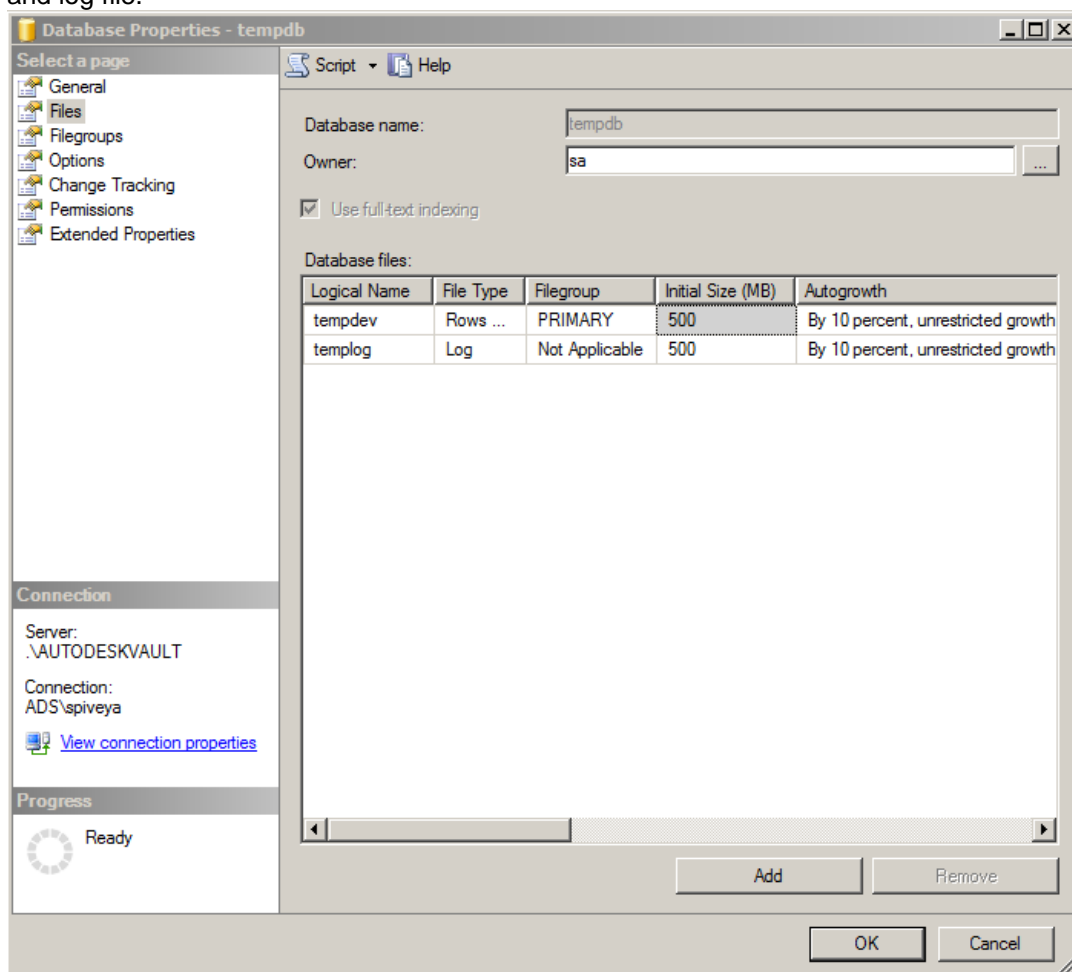 and log file.
Database Properties - tempdb
Select a page
General
Files
Filegroups
Options
Change Tracking
Permissions
Extended Properties
Script
Help
Database name:
tempdb
Owner:
sa
...
Use full-text indexing
Database files:
Logical Name File Type Filegroup Initial Size (MB) Autogrowth
tempdev Rows ... PRIMARY 500 By 10 percent, unrestricted growth
templog Log Not Applicable 500 By 10 percent, unrestricted growth
Connection
Server:
.\AUTODESKVAULT
Connection:
ADS\spiveya
View connection properties
Progress
Ready
Add
Remove
OK
Cancel